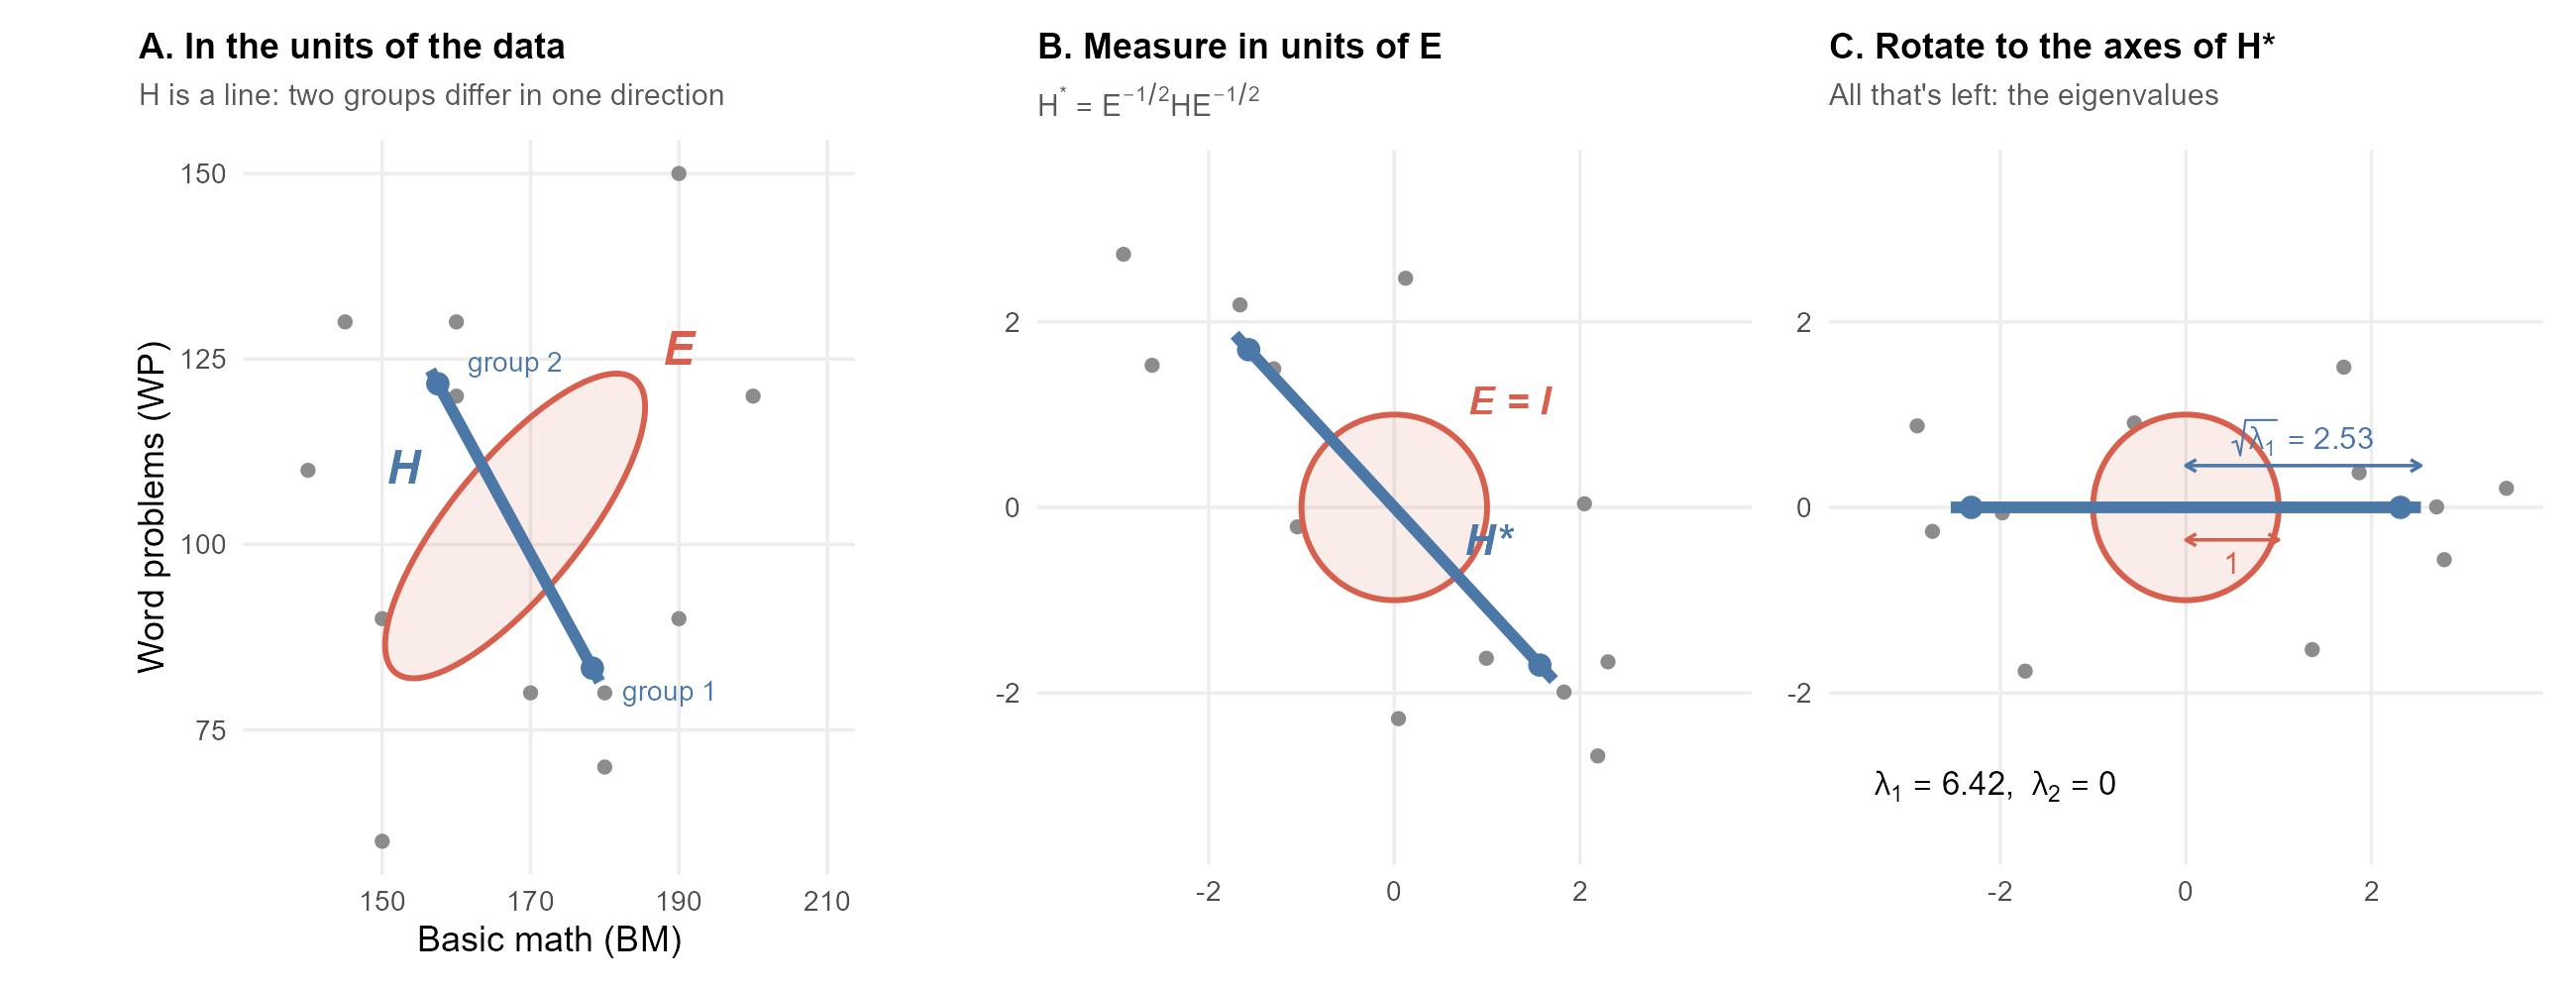 A. In the units of the data
H is a line: two groups differ in one direction
150
125
100
75
Word problems (WP)
group 2
E
H
group 1
150 170 190 210
Basic math (BM)
B. Measure in units of E
H* = E⁻¹/²HE⁻¹/²
2
0
-2
E = I
H*
-2 0 2
C. Rotate to the axes of H*
All that's left: the eigenvalues
2
0
-2
√λ₁ = 2.53
1
λ₁ = 6.42, λ₂ = 0
-2 0 2